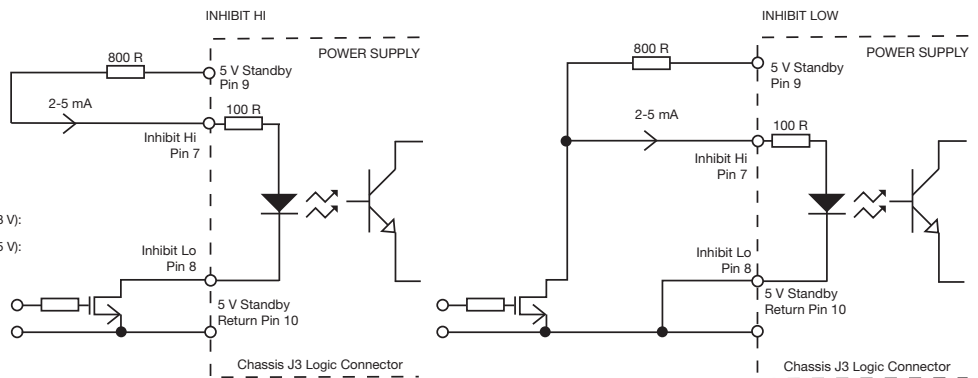 INHIBIT HI
POWER SUPPLY
800 R
5 V Standby
Pin 9
2-5 mA
100 R
Inhibit Hi
Pin 7
3 V):
5 V):
Inhibit Lo
Pin 8
5 V Standby
Return Pin 10
Chassis J3 Logic Connector
INHIBIT LOW
POWER SUPPLY
800 R
5 V Standby
Pin 9
2-5 mA
100 R
Inhibit Hi
Pin 7
Inhibit Lo
Pin 8
5 V Standby
Return Pin 10
Chassis J3 Logic Connector